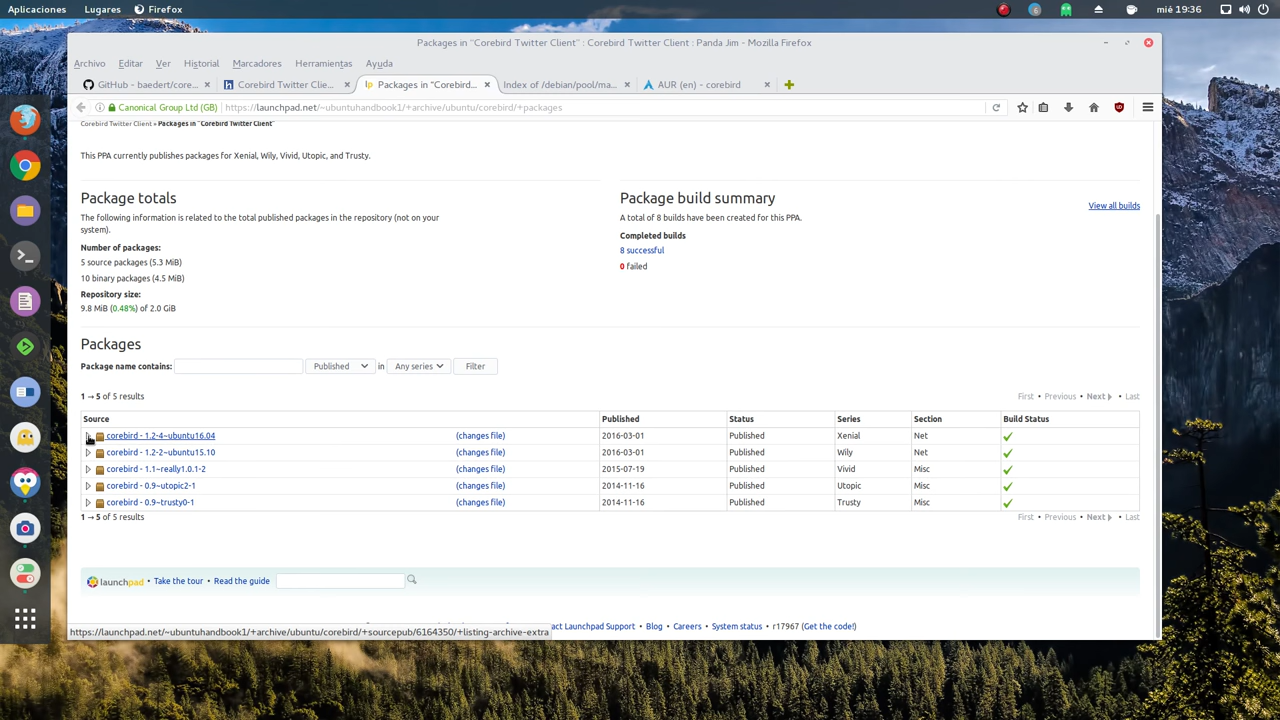 Aplicaciones Lugares Firefox mié 19:36
Packages in “Corebird Twitter Client” : Corebird Twitter Client : Panda Jim - Mozilla Firefox
Archivo Editar Ver Historial Marcadores Herramientas Ayuda
GitHub - baedert/core... Corebird Twitter Clie... Packages in “Corebird... Index of /debian/pool/ma... AUR (en) - corebird
Canonical Group Ltd (GB) https://launchpad.net/~ubuntuhandbook1/+archive/ubuntu/corebird/+packages
Corebird Twitter Client » Packages in “Corebird Twitter Client”
This PPA currently publishes packages for Xenial, Wily, Vivid, Utopic, and Trusty.
Package totals
The following information is related to the total published packages in the repository (not on your
system).
Number of packages:
5 source packages (5.3 MiB)
10 binary packages (4.5 MiB)
Repository size:
9.8 MiB (0.48%) of 2.0 GiB
Package build summary
View all builds
A total of 8 builds have been created for this PPA.
Completed builds
8 successful
0 failed
Packages
Package name contains: Published in Any series Filter
1 → 5 of 5 results First • Previous • Next • Last
Source Published Status Series Section Build Status
corebird - 1.2-4~ubuntu16.04 (changes file) 2016-03-01 Published Xenial Net
corebird - 1.2-2~ubuntu15.10 (changes file) 2016-03-01 Published Wily Net
corebird - 1.1~really1.0.1-2 (changes file) 2015-07-19 Published Vivid Misc
corebird - 0.9~utopic2-1 (changes file) 2014-11-16 Published Utopic Misc
corebird - 0.9~trusty0-1 (changes file) 2014-11-16 Published Trusty Misc
1 → 5 of 5 results First • Previous • Next • Last
launchpad • Take the tour • Read the guide
act Launchpad Support • Blog • Careers • System status • r17967 (Get the code!)
https://launchpad.net/~ubuntuhandbook1/+archive/ubuntu/corebird/+sourcepub/6164350/+listing-archive-extra